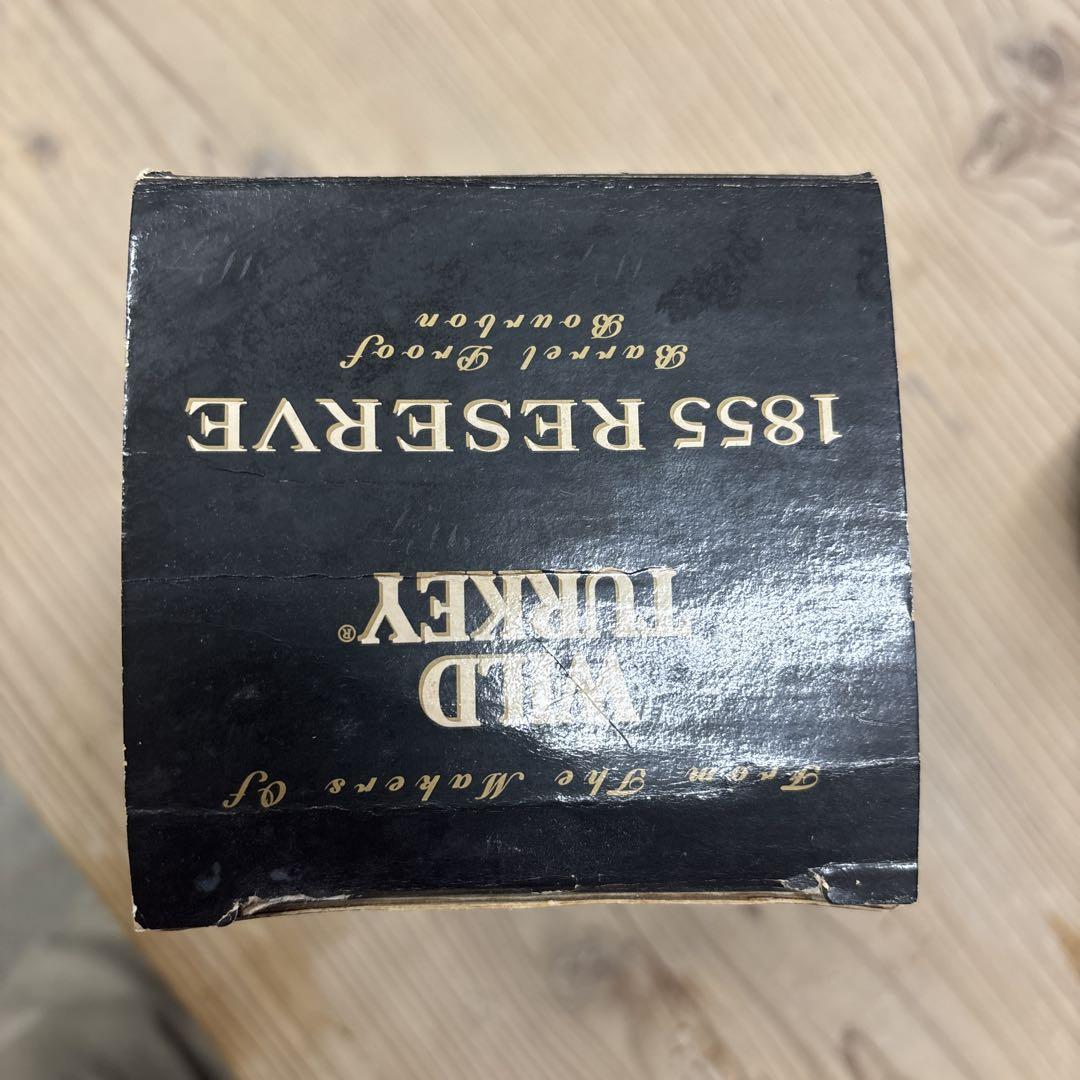 From The Makers Of
WILD
TURKEY®
1855 RESERVE
Barrel Proof
Bourbon